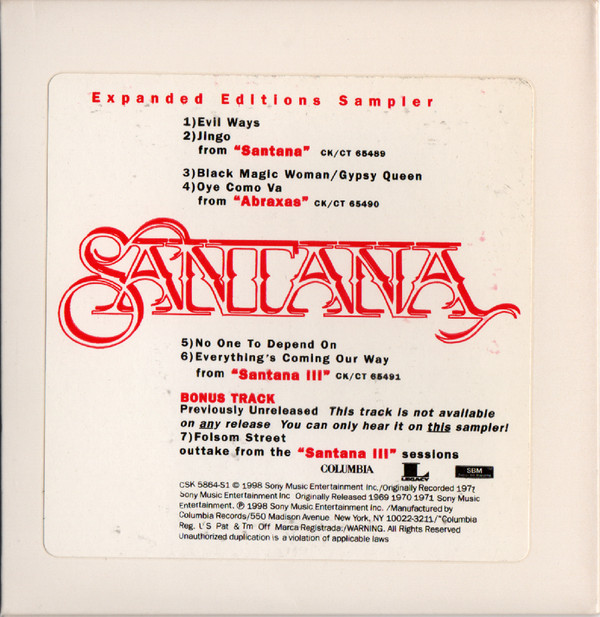 Expanded Editions Sampler
1)Evil Ways
2)Jingo
from "Santana" CK/CT 65489
3)Black Magic Woman/Gypsy Queen
4)Oye Como Va
from "Abraxas" CK/CT 65490
SANTANA
5)No One To Depend On
6)Everything's Coming Our Way
from "Santana III" CK/CT 65491
BONUS TRACK
Previously Unreleased This track is not available
on any release You can only hear it on this sampler!
7)Folsom Street
outtake from the "Santana III" sessions
COLUMBIA L LEGACY SBM
CSK 5864-S1 © 1998 Sony Music Entertainment Inc./Originally Recorded 1971
Sony Music Entertainment Inc Originally Released 1969 1970 1971 Sony Music
Entertainment. ℗ 1998 Sony Music Entertainment Inc. /Manufactured by
Columbia Records/550 Madison Avenue New York, NY 10022-3211/"Columbia
Reg. U S Pat & Tm Off Marca Registrada:/WARNING. All Rights Reserved
Unauthorized duplication is a violation of applicable laws